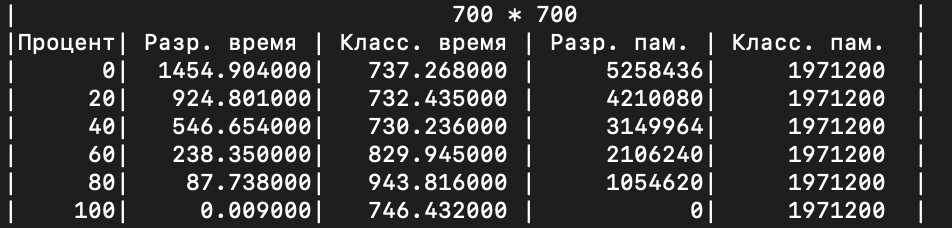 | 700 * 700 |
|Процент| Разр. время | Класс. время | Разр. пам. | Класс. пам. |
| 0| 1454.904000| 737.268000 | 5258436| 1971200 |
| 20| 924.801000| 732.435000 | 4210080| 1971200 |
| 40| 546.654000| 730.236000 | 3149964| 1971200 |
| 60| 238.350000| 829.945000 | 2106240| 1971200 |
| 80| 87.738000| 943.816000 | 1054620| 1971200 |
| 100| 0.009000| 746.432000 | 0| 1971200 |